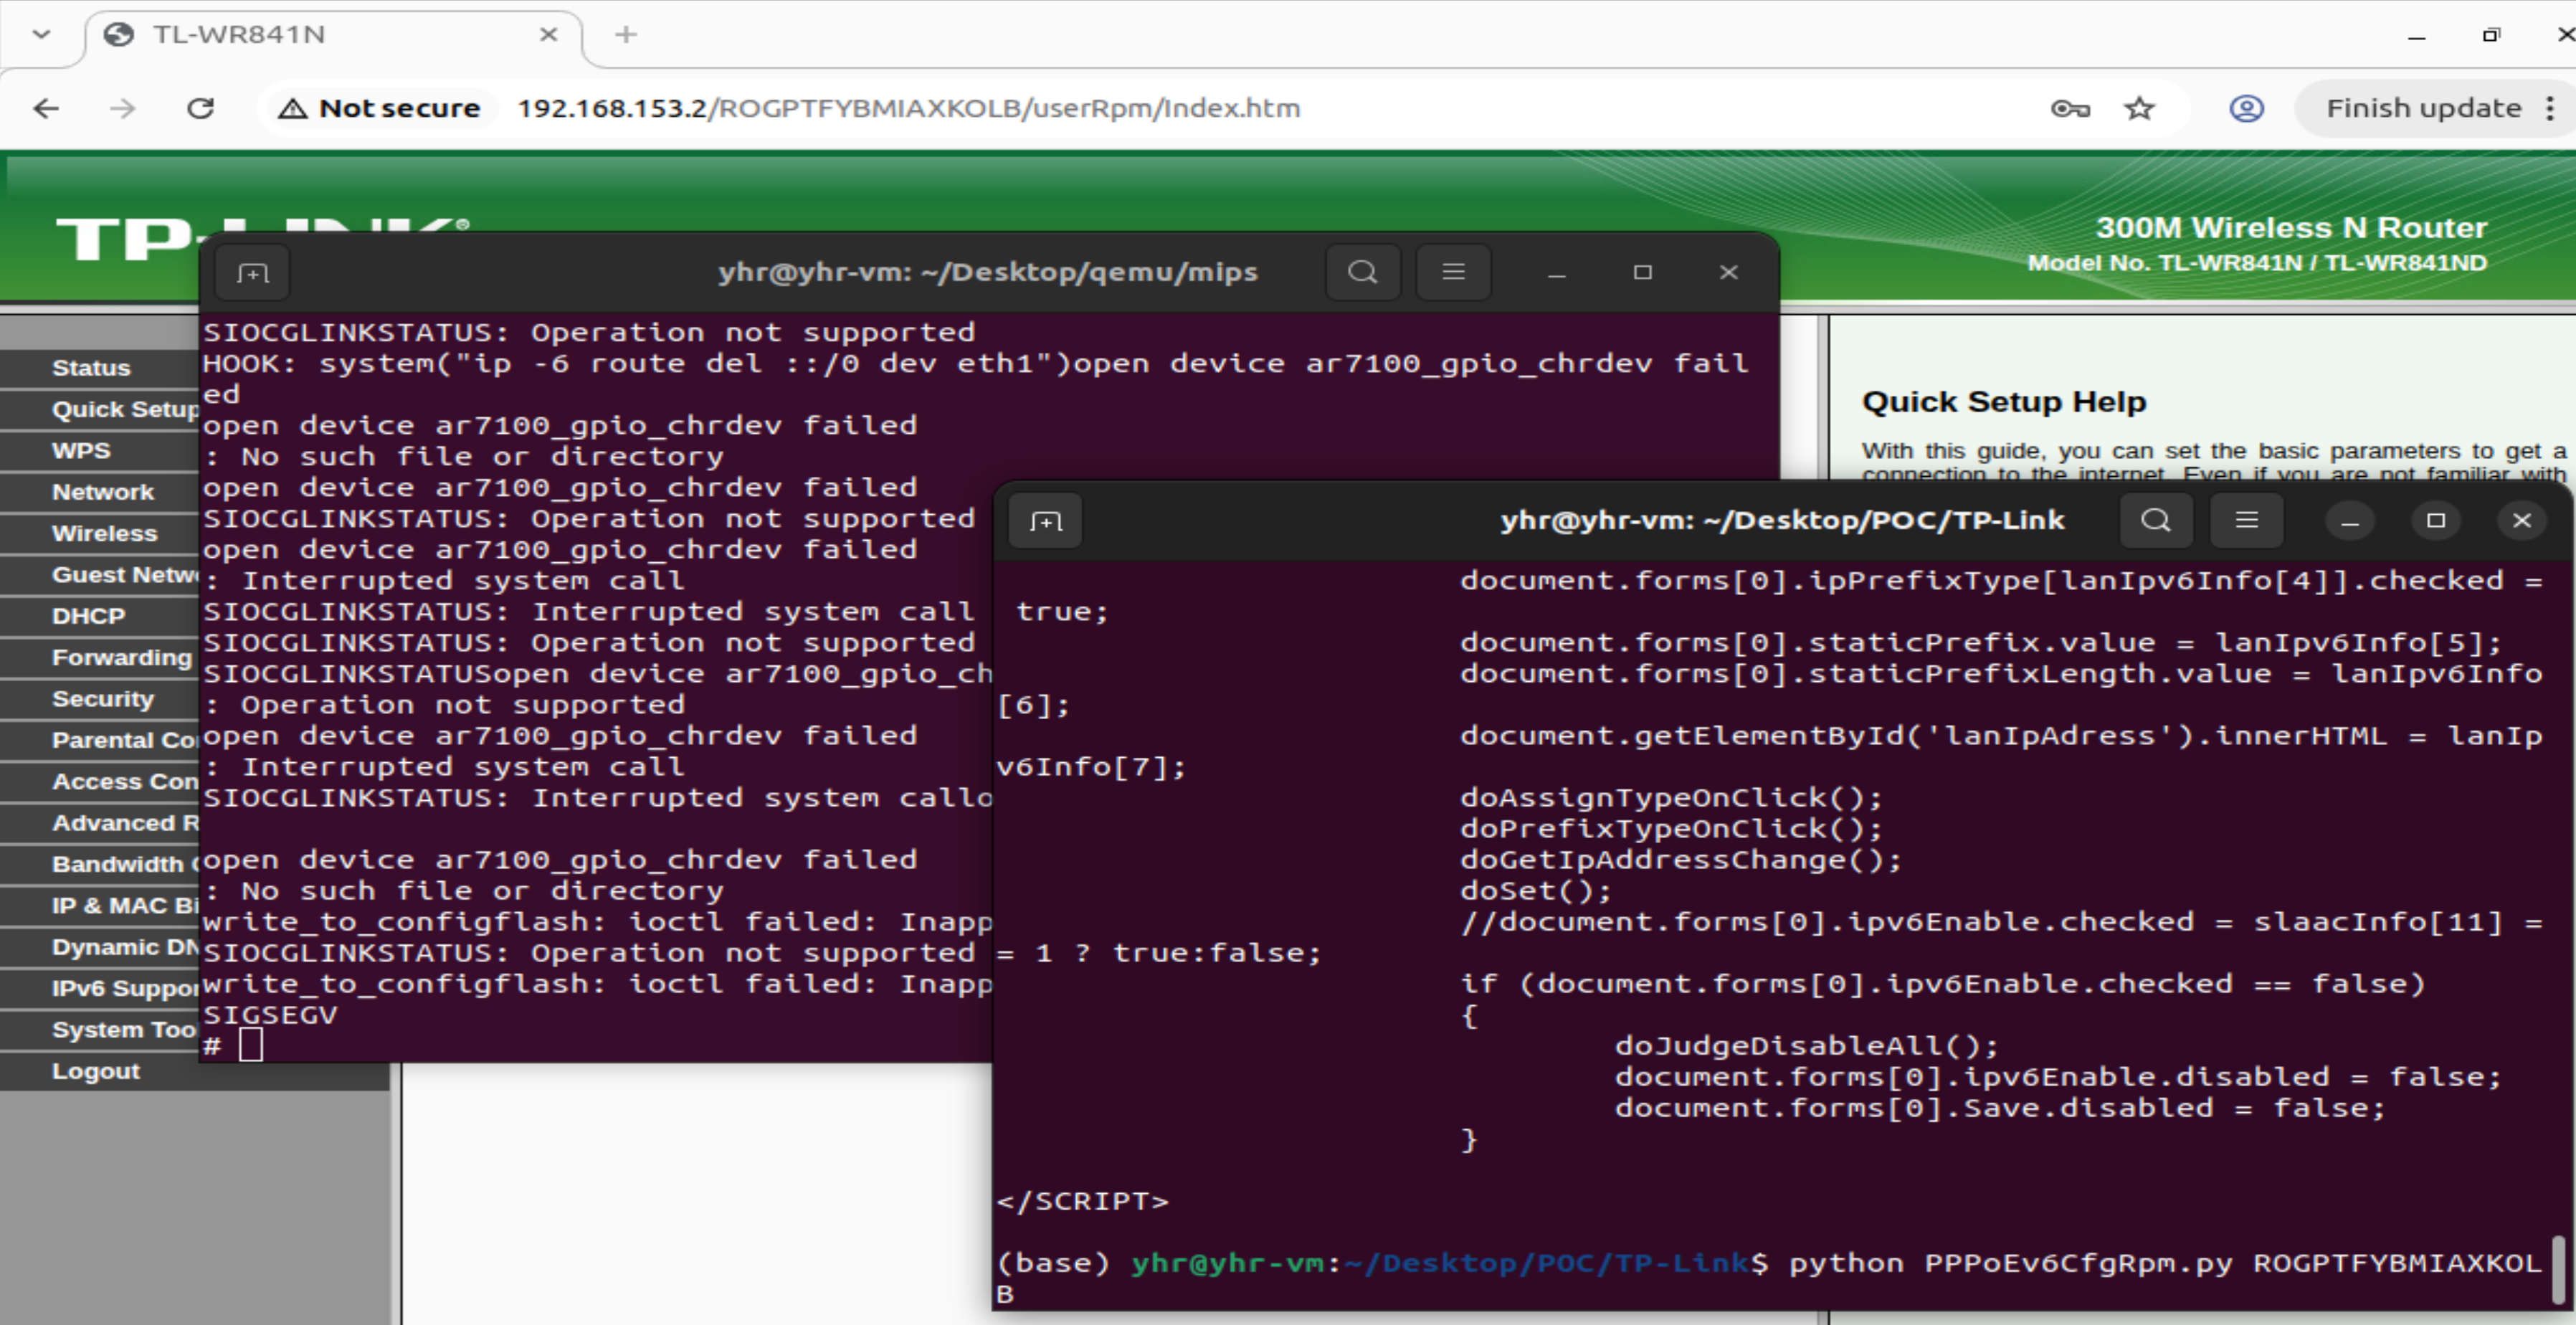 TL-WR841N
Not secure 192.168.153.2/ROGPTFYBMIAXKOLB/userRpm/Index.htm
Finish update
TP-LINK®
300M Wireless N Router
Model No. TL-WR841N / TL-WR841ND
Status
Quick Setup
WPS
Network
Wireless
Guest Netw
DHCP
Forwarding
Security
Parental Co
Access Con
Advanced R
Bandwidth
IP & MAC Bi
Dynamic DN
IPv6 Suppor
System Too
Logout
yhr@yhr-vm: ~/Desktop/qemu/mips
SIOCGLINKSTATUS: Operation not supported
HOOK: system("ip -6 route del ::/0 dev eth1")open device ar7100_gpio_chrdev fail
ed
open device ar7100_gpio_chrdev failed
: No such file or directory
open device ar7100_gpio_chrdev failed
SIOCGLINKSTATUS: Operation not supported
open device ar7100_gpio_chrdev failed
: Interrupted system call
SIOCGLINKSTATUS: Interrupted system call
SIOCGLINKSTATUS: Operation not supported
SIOCGLINKSTATUSopen device ar7100_gpio_ch
: Operation not supported
open device ar7100_gpio_chrdev failed
: Interrupted system call
SIOCGLINKSTATUS: Interrupted system callo
open device ar7100_gpio_chrdev failed
: No such file or directory
write_to_configflash: ioctl failed: Inapp
SIOCGLINKSTATUS: Operation not supported
write_to_configflash: ioctl failed: Inapp
SIGSEGV
#
Quick Setup Help
With this guide, you can set the basic parameters to get a
connection to the internet. Even if you are not familiar with
yhr@yhr-vm: ~/Desktop/POC/TP-Link
document.forms[0].ipPrefixType[lanIpv6Info[4]].checked =
true;
document.forms[0].staticPrefix.value = lanIpv6Info[5];
document.forms[0].staticPrefixLength.value = lanIpv6Info
[6];
document.getElementById('lanIpAdress').innerHTML = lanIp
v6Info[7];
doAssignTypeOnClick();
doPrefixTypeOnClick();
doGetIpAddressChange();
doSet();
//document.forms[0].ipv6Enable.checked = slaacInfo[11] =
= 1 ? true:false;
if (document.forms[0].ipv6Enable.checked == false)
{
doJudgeDisableAll();
document.forms[0].ipv6Enable.disabled = false;
document.forms[0].Save.disabled = false;
}
</SCRIPT>
(base) yhr@yhr-vm:~/Desktop/POC/TP-Link$ python PPPoEv6CfgRpm.py ROGPTFYBMIAXKOL
B